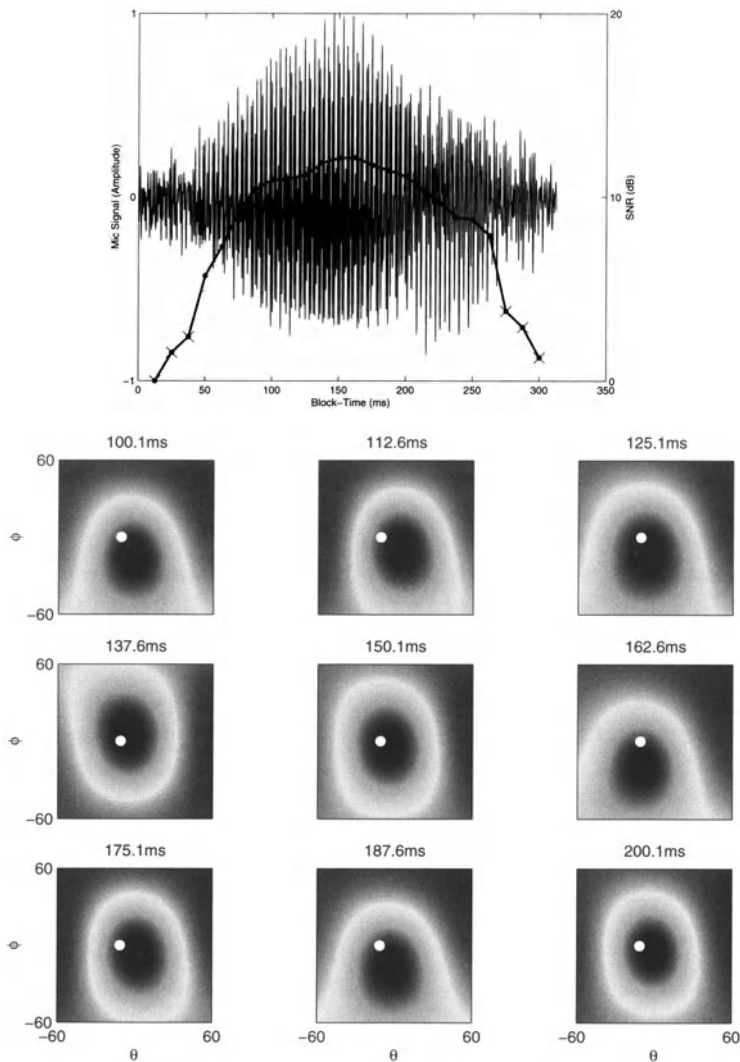 1
20
Mic Signal (Amplitude)
0
10
SNR (dB)
−1
0
0
50
100
150
200
250
300
350
Block−Time (ms)
100.1ms
112.6ms
125.1ms
60
ϕ
−60
137.6ms
150.1ms
162.6ms
60
ϕ
−60
175.1ms
187.6ms
200.1ms
60
ϕ
−60
−60
60
−60
60
−60
60
θ
θ
θ